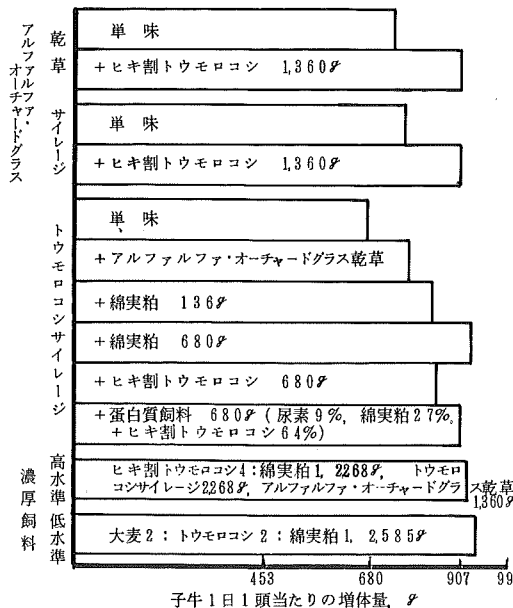 アルファルファ・
オーチャードグラス
乾草
単味
+ヒキ割トウモロコシ 1,360g
サイレージ
単味
+ヒキ割トウモロコシ 1,360g
トウモロコシサイレージ
単味
+アルファルファ・オーチャードグラス乾草
+綿実粕 136g
+綿実粕 680g
+ヒキ割トウモロコシ 680g
+蛋白質飼料 680g(尿素9%, 綿実粕27%。
+ヒキ割トウモロコシ64%)
濃厚飼料
高水準
ヒキ割トウモロコシ4:綿実粕1, 2,268g, トウモロ
コシサイレージ2,268g, アルファルファ・オーチャードグラス乾草
1,360g
低水準
大麦2:トウモロコシ2:綿実粕1, 2,585g
453 680 907 99
子牛1日1頭当たりの増体量, g